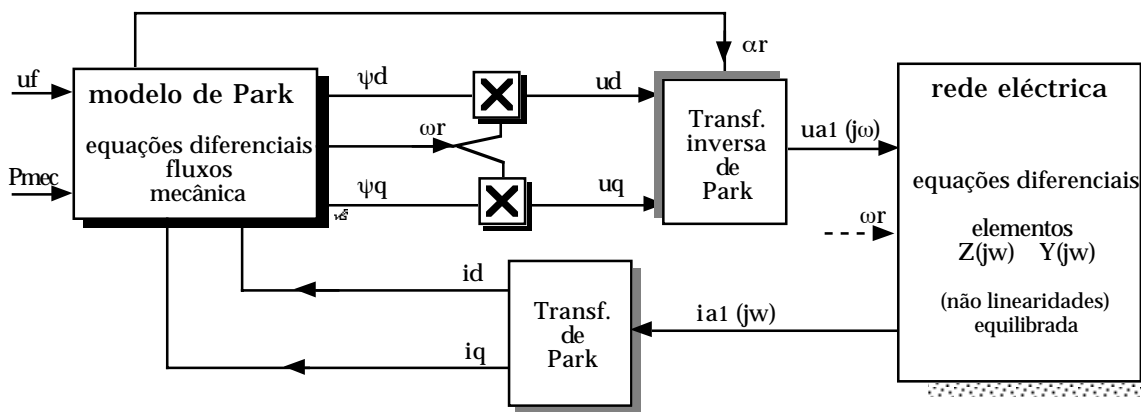 αr
uf
modelo de Park
ψd
ud
rede eléctrica
Transf.
inversa
de
Park
ωr
ua1 (jω)
equações diferenciais
fluxos
mecânica
Pmec
ψq
uq
equações diferenciais
ωr
elementos
Z(jw) Y(jw)
id
Transf.
de
Park
ia1 (jw)
(não linearidades)
equilibrada
iq